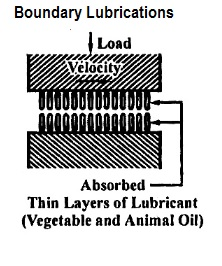 Boundary Lubrications
Load
Velocity
Absorbed
Thin Layers of Lubricant
(Vegetable and Animal Oil)